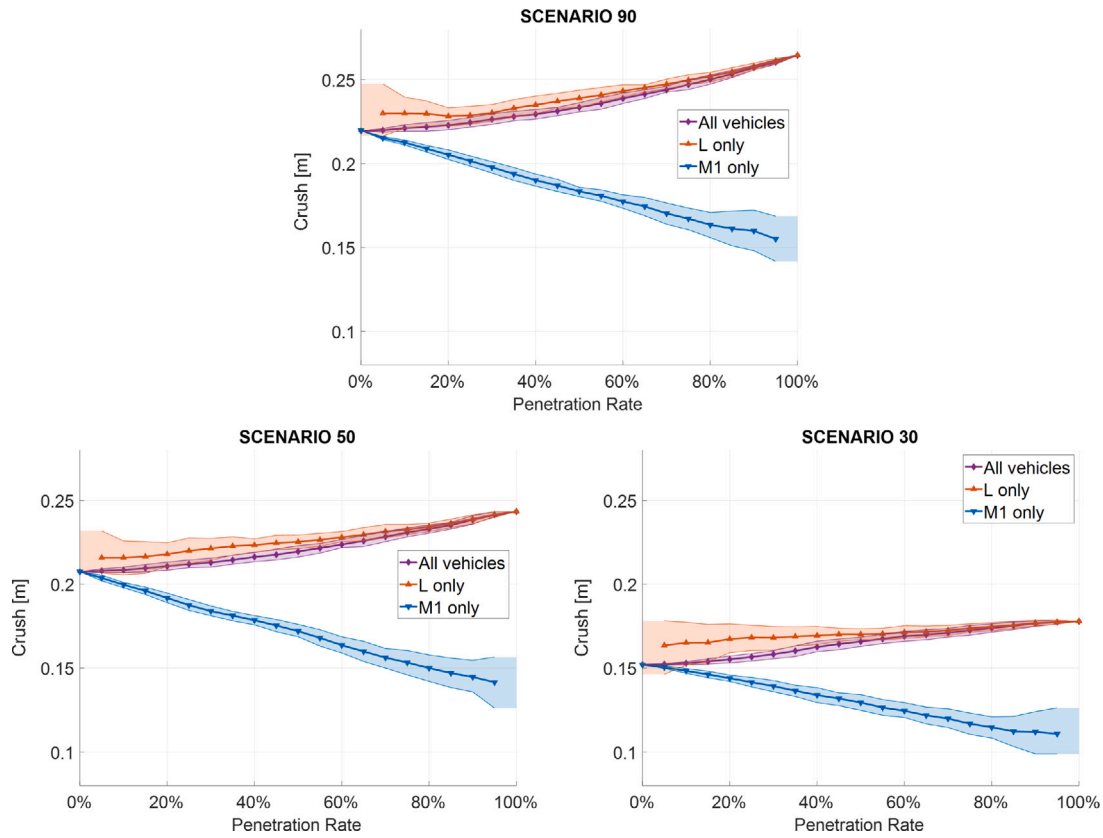 SCENARIO 90
Crush [m]
0.25
0.2
0.15
0.1
All vehicles
L only
M1 only
0% 20% 40% 60% 80% 100%
Penetration Rate
SCENARIO 50
Crush [m]
0.25
0.2
0.15
0.1
All vehicles
L only
M1 only
0% 20% 40% 60% 80% 100%
Penetration Rate
SCENARIO 30
Crush [m]
0.25
0.2
0.15
0.1
All vehicles
L only
M1 only
0% 20% 40% 60% 80% 100%
Penetration Rate